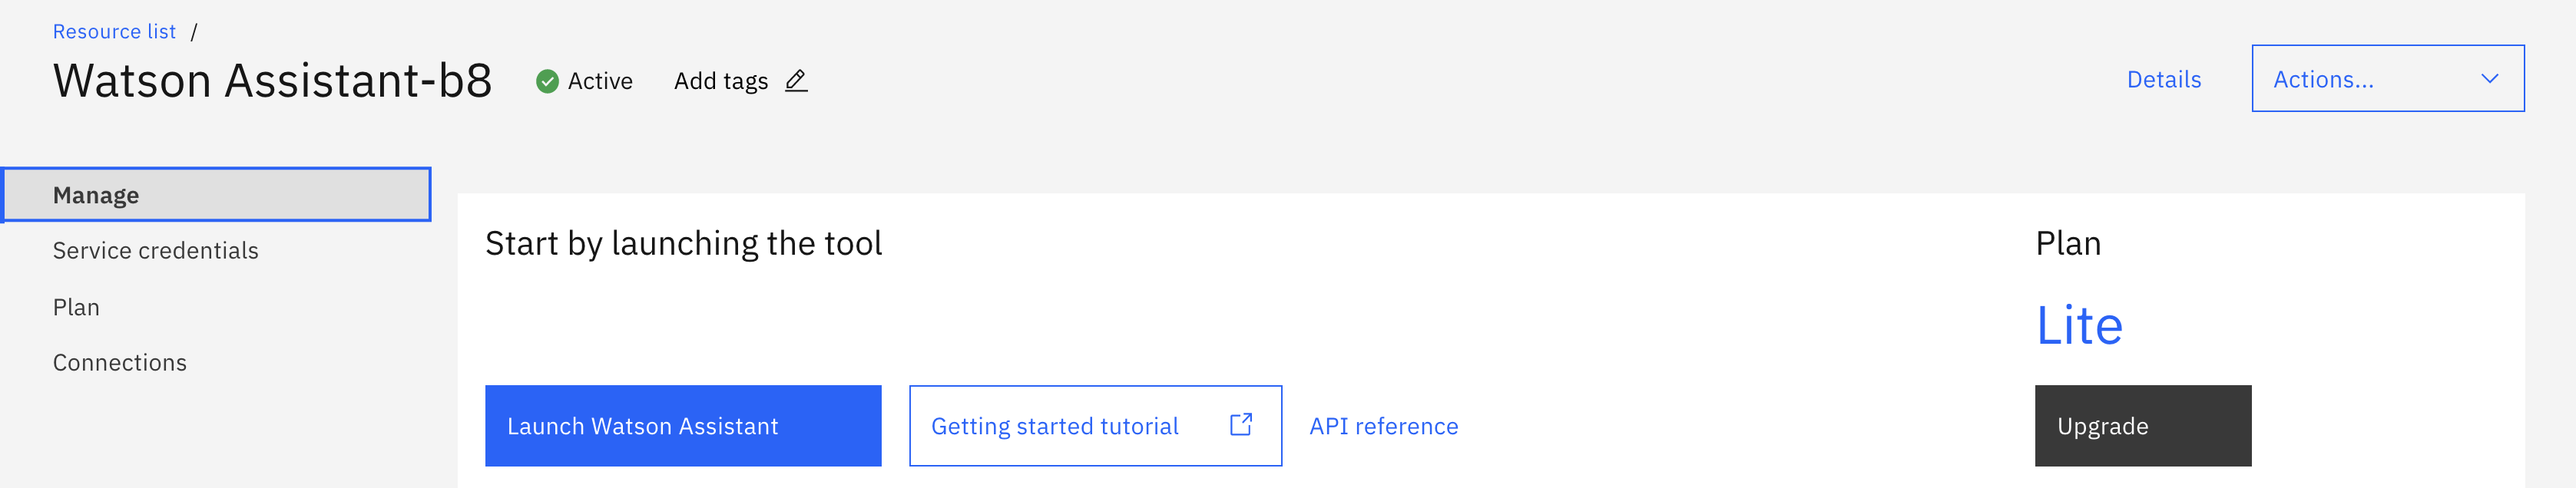 Resource list /
Watson Assistant-b8
Active
Add tags
Details
Actions...
Manage
Service credentials
Plan
Connections
Start by launching the tool
Launch Watson Assistant
Getting started tutorial
API reference
Plan
Lite
Upgrade